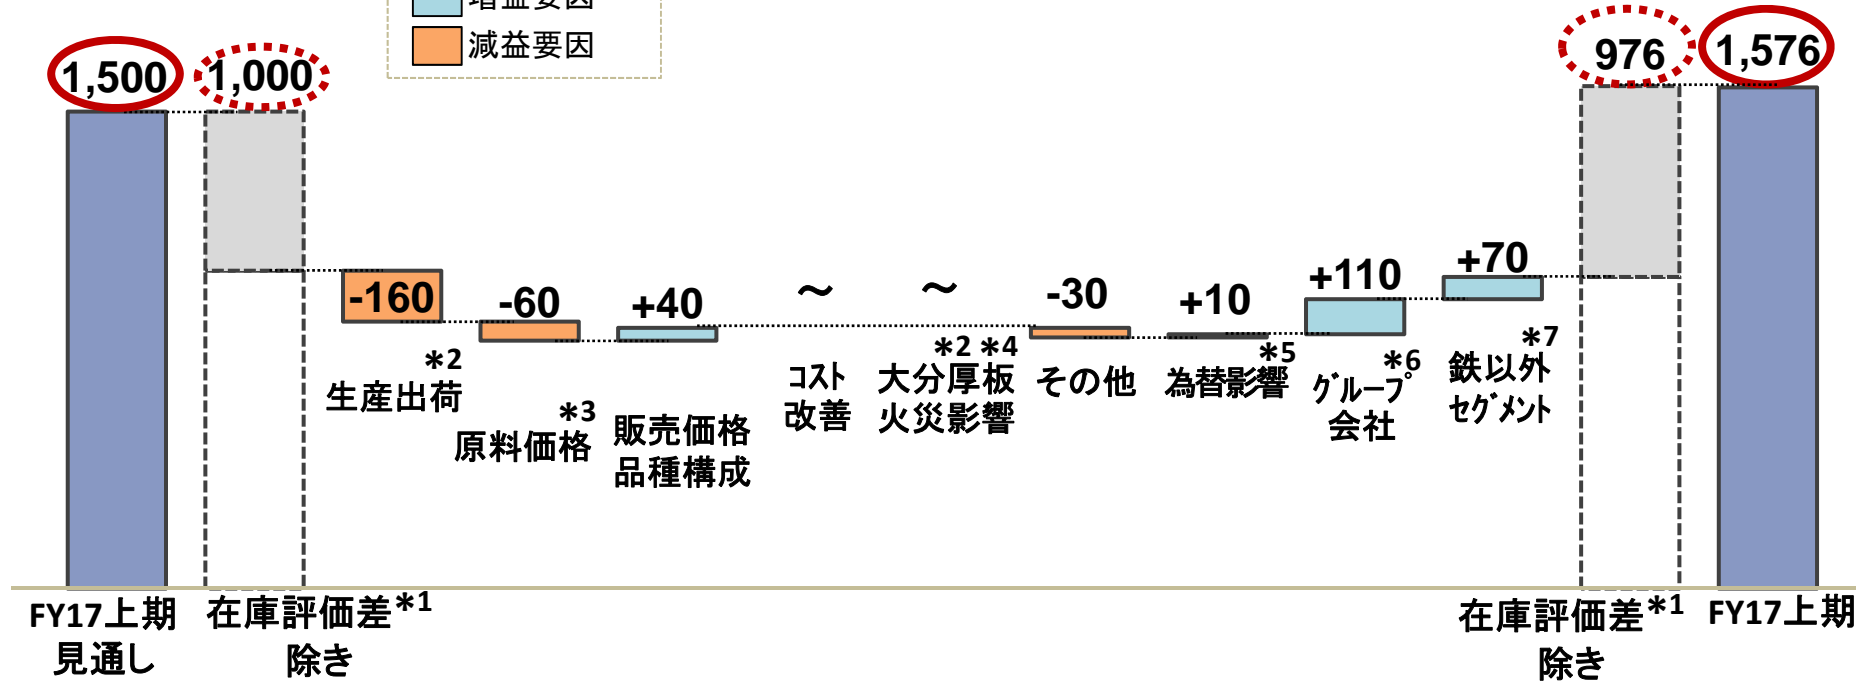 増益要因
減益要因
1,500
1,000
-160
-60
+40
～
～
-30
+10
+110
+70
976
1,576
FY17上期
見通し
在庫評価差*1
除き
*2
生産出荷
*3
原料価格
販売価格
品種構成
コスト
改善
*2 *4
大分厚板
火災影響
その他
*5
為替影響
*6
グループ
会社
*7
鉄以外
セグメント
在庫評価差*1
除き
FY17上期